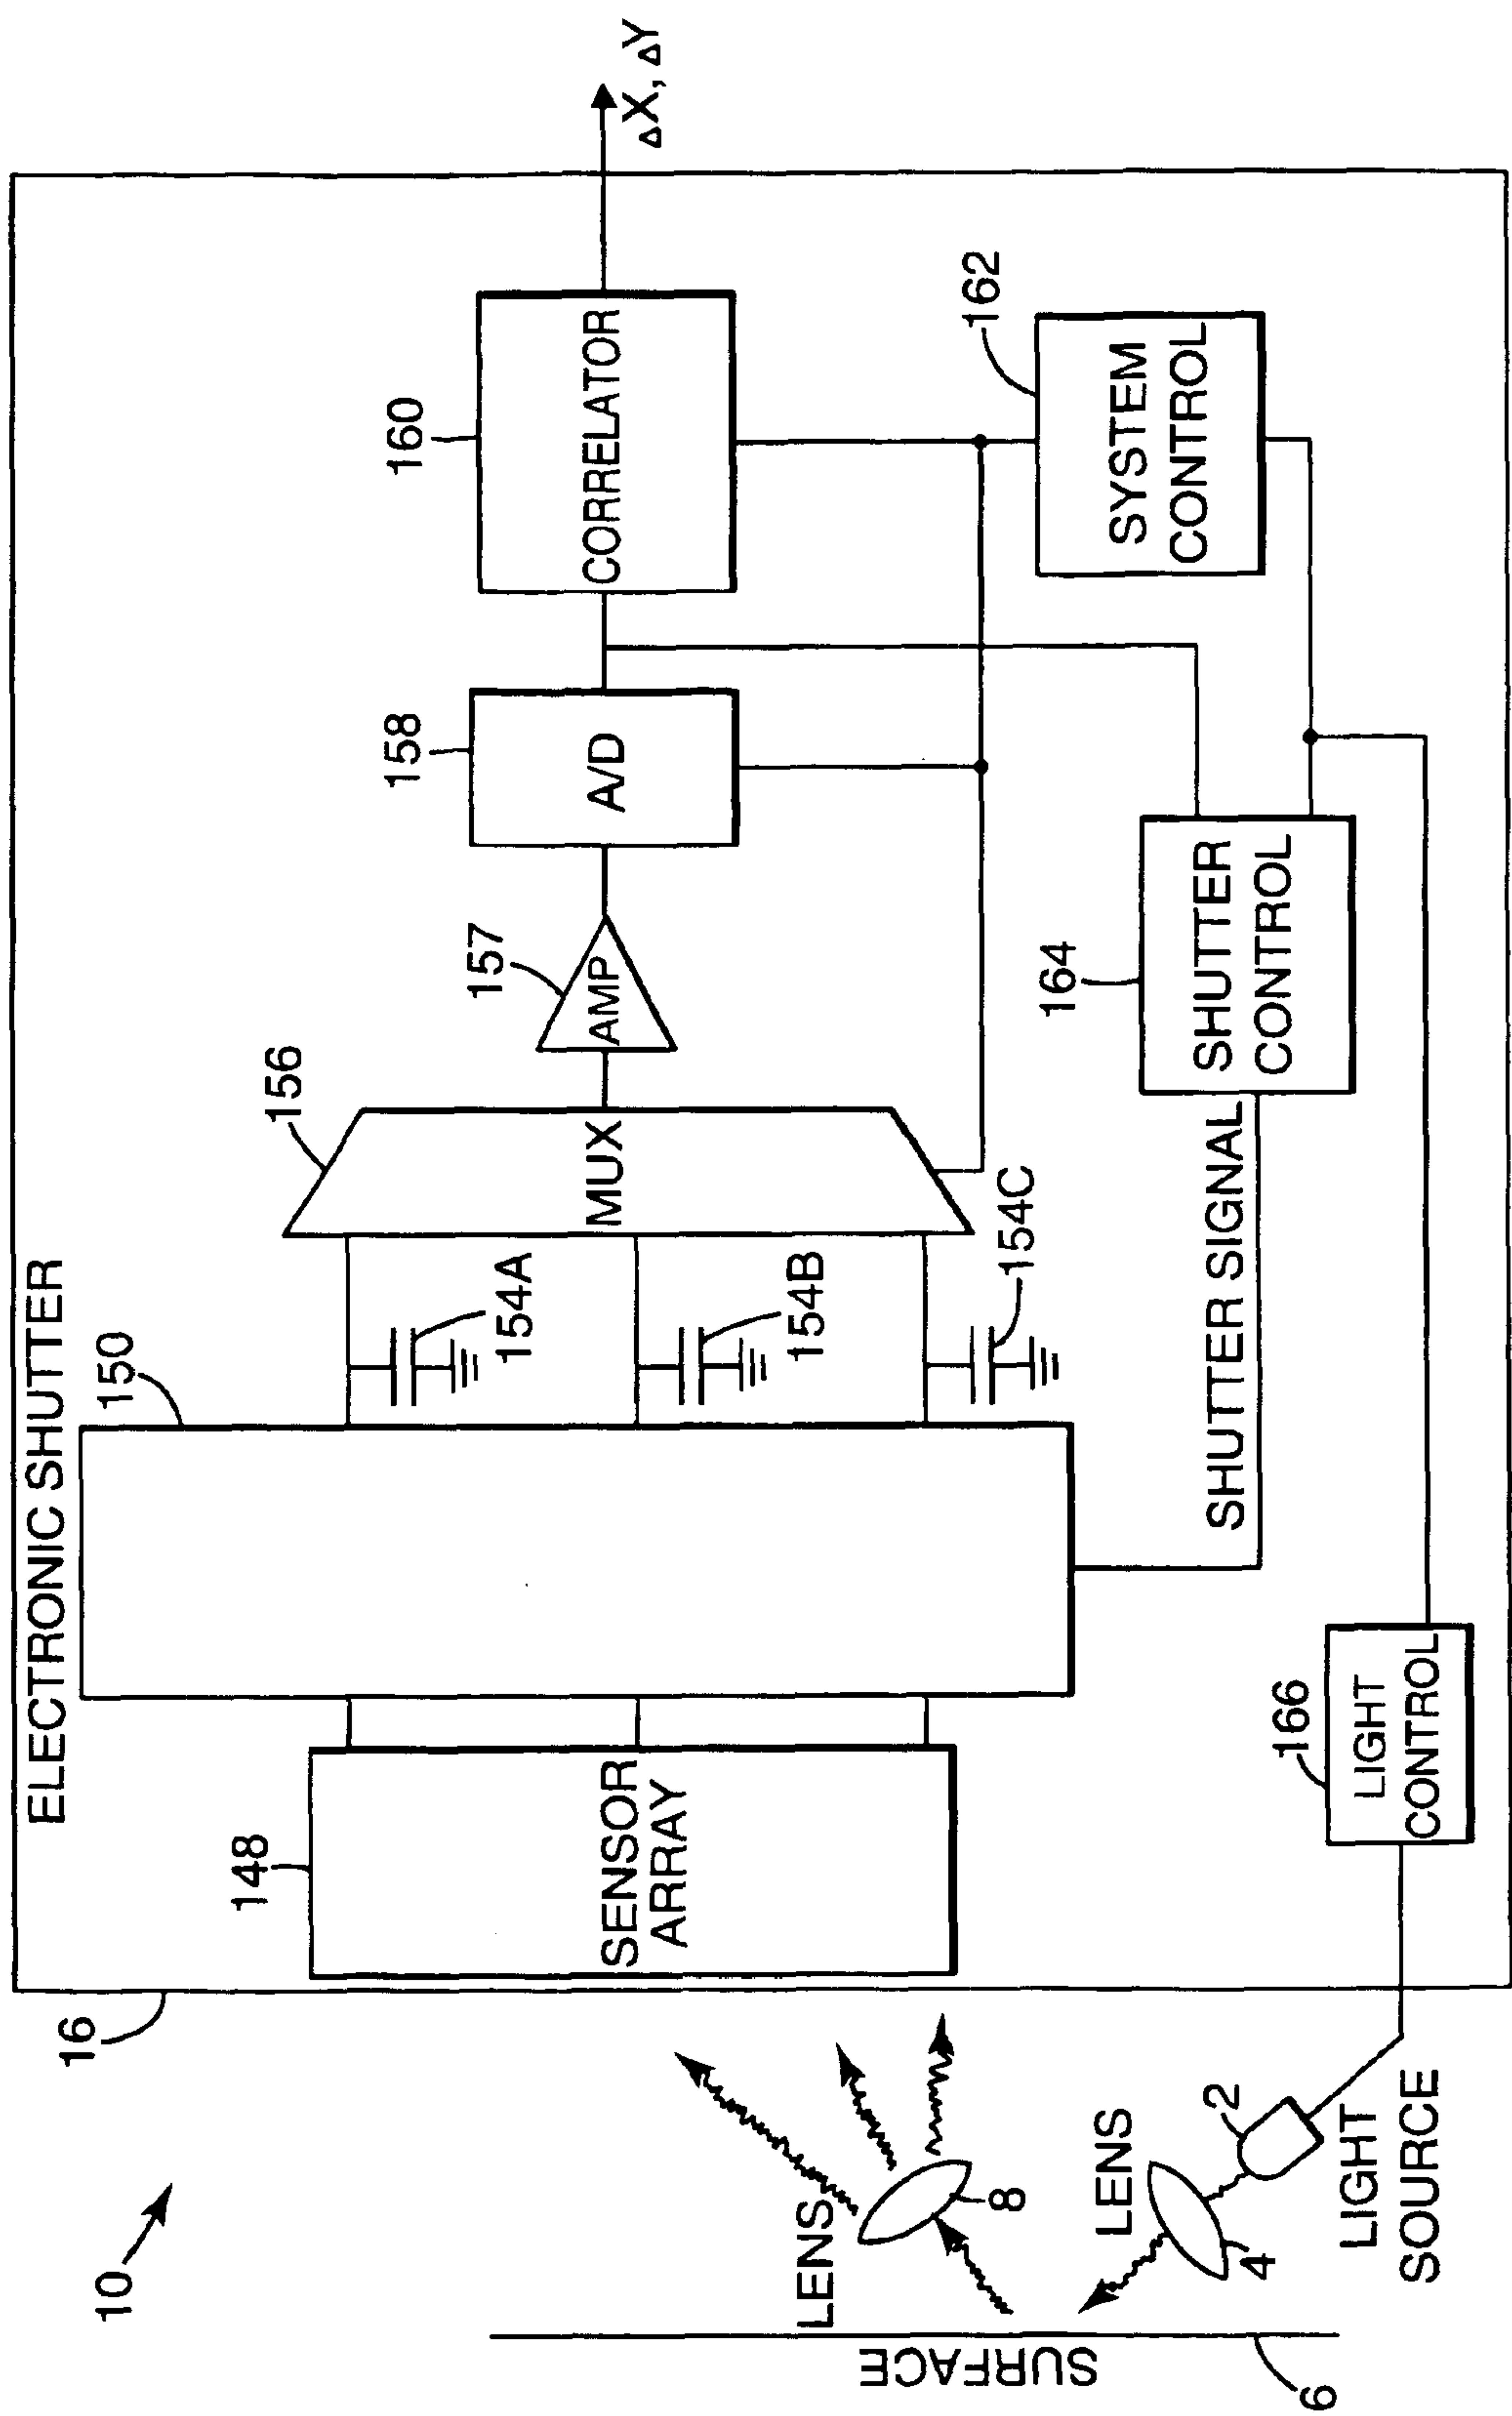 10
16
ELECTRONIC SHUTTER
150
148
SENSOR
ARRAY
154A
154B
154C
156
MUX
157
AMP
158
A/D
160
CORRELATOR
ΔX, ΔY
162
SYSTEM
CONTROL
164
SHUTTER
CONTROL
SHUTTER SIGNAL
166
LIGHT
CONTROL
LENS
8
LENS
4
2
LIGHT
SOURCE
SURFACE
6